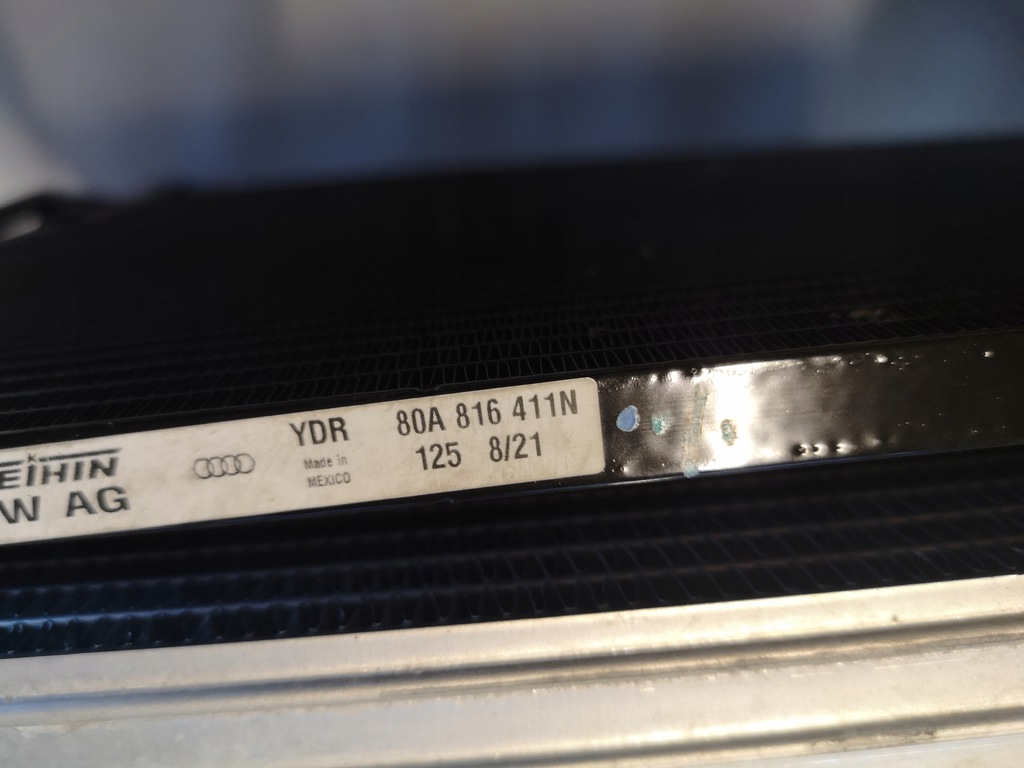 EIHIN
W AG
YDR
Made in
MEXICO
80A 816 411N
125 8/21